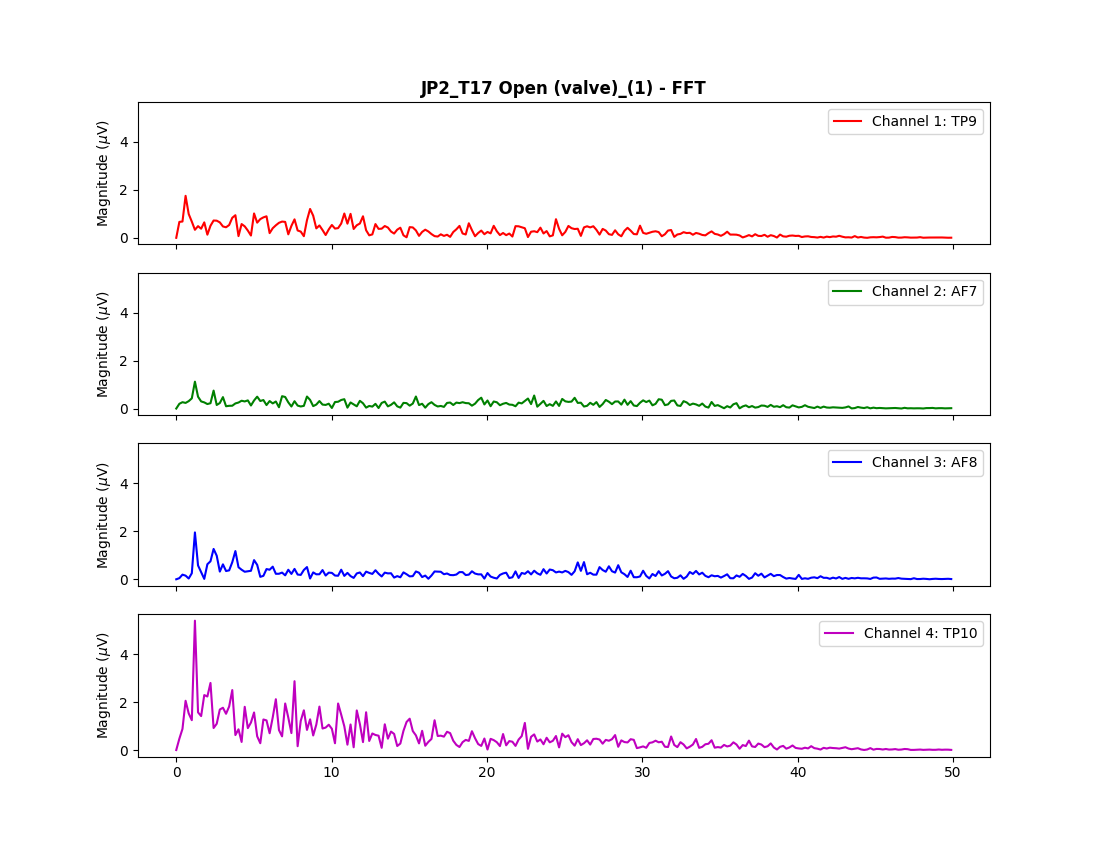 JP2_T17 Open (valve)_(1) - FFT
Magnitude (μV)
4
2
0
Channel 1: TP9
Magnitude (μV)
4
2
0
Channel 2: AF7
Magnitude (μV)
4
2
0
Channel 3: AF8
Magnitude (μV)
4
2
0
Channel 4: TP10
0 10 20 30 40 50